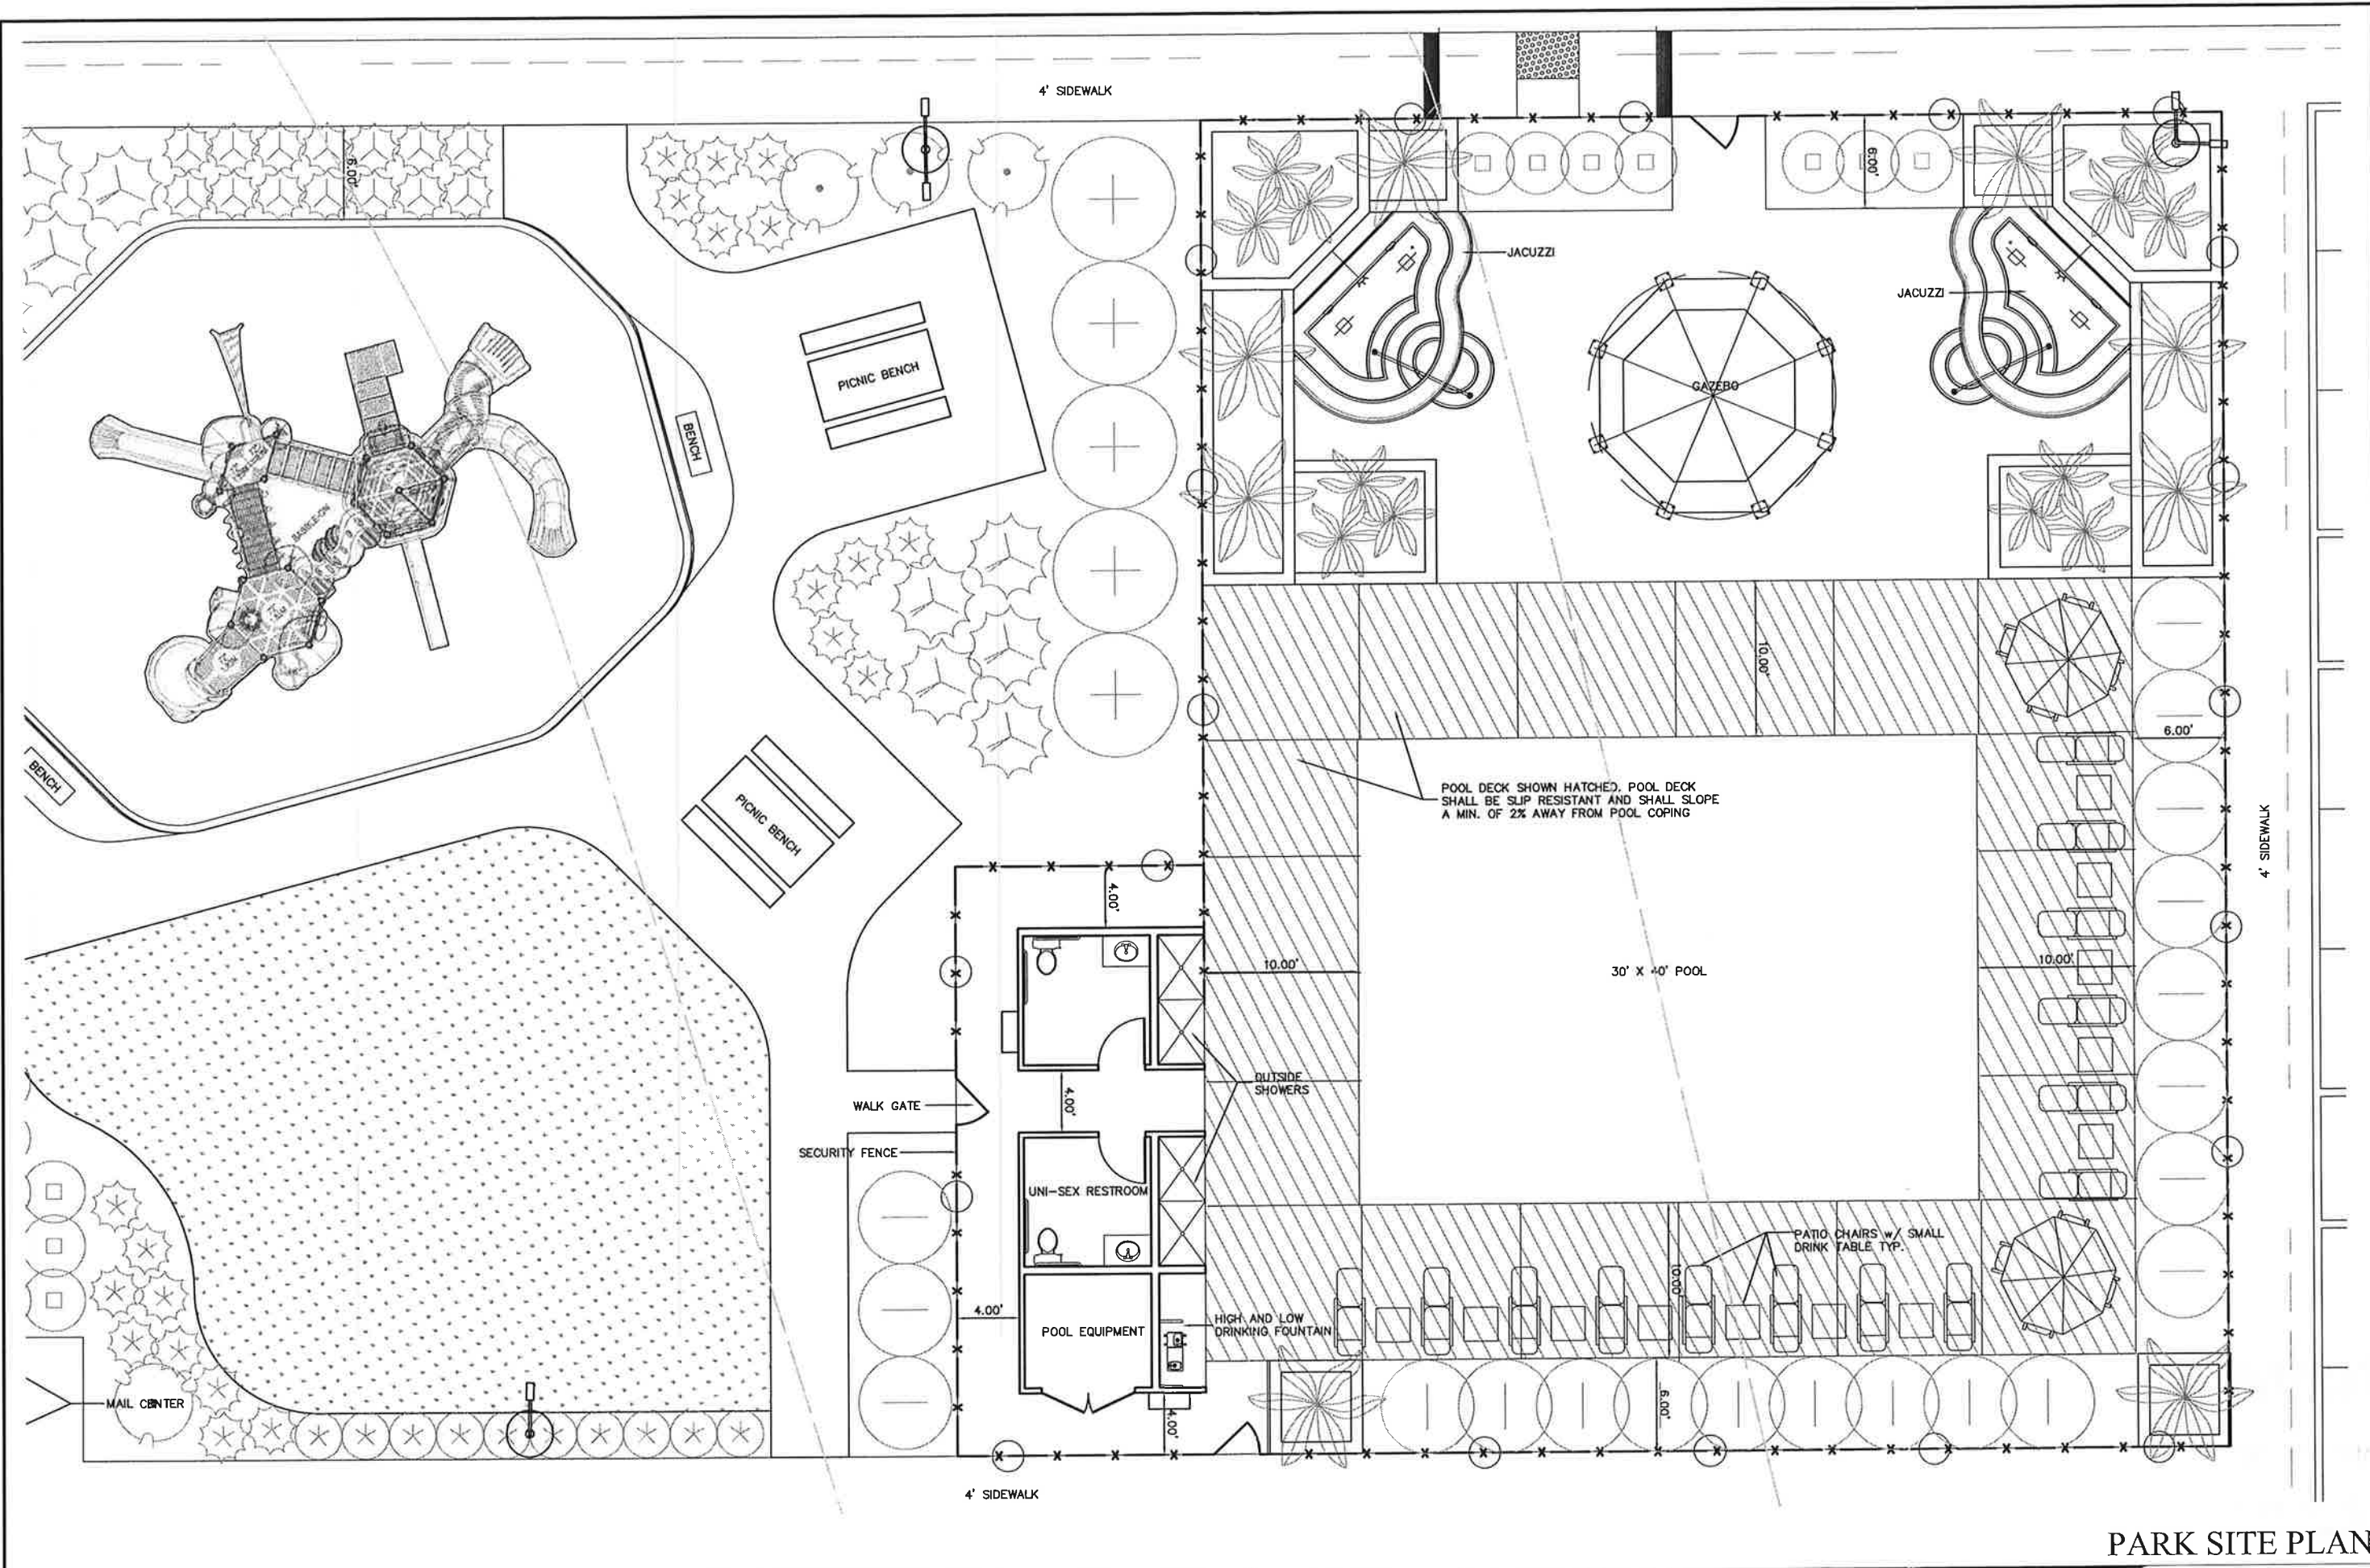 4' SIDEWALK
6.00'
6.00'
JACUZZI
JACUZZI
PICNIC BENCH
GAZEBO
BENCH
BABBLE-ON
10.00'
6.00'
BENCH
PICNIC BENCH
POOL DECK SHOWN HATCHED. POOL DECK
SHALL BE SLIP RESISTANT AND SHALL SLOPE
A MIN. OF 2% AWAY FROM POOL COPING
4' SIDEWALK
4.00'
10.00'
30' X 40' POOL
10.00'
OUTSIDE
SHOWERS
WALK GATE
4.00'
SECURITY FENCE
UNI-SEX RESTROOM
PATIO CHAIRS w/ SMALL
DRINK TABLE TYP.
10.00
4.00'
HIGH AND LOW
DRINKING FOUNTAIN
POOL EQUIPMENT
MAIL CENTER
4.00'
6.00'
4' SIDEWALK
PARK SITE PLAN